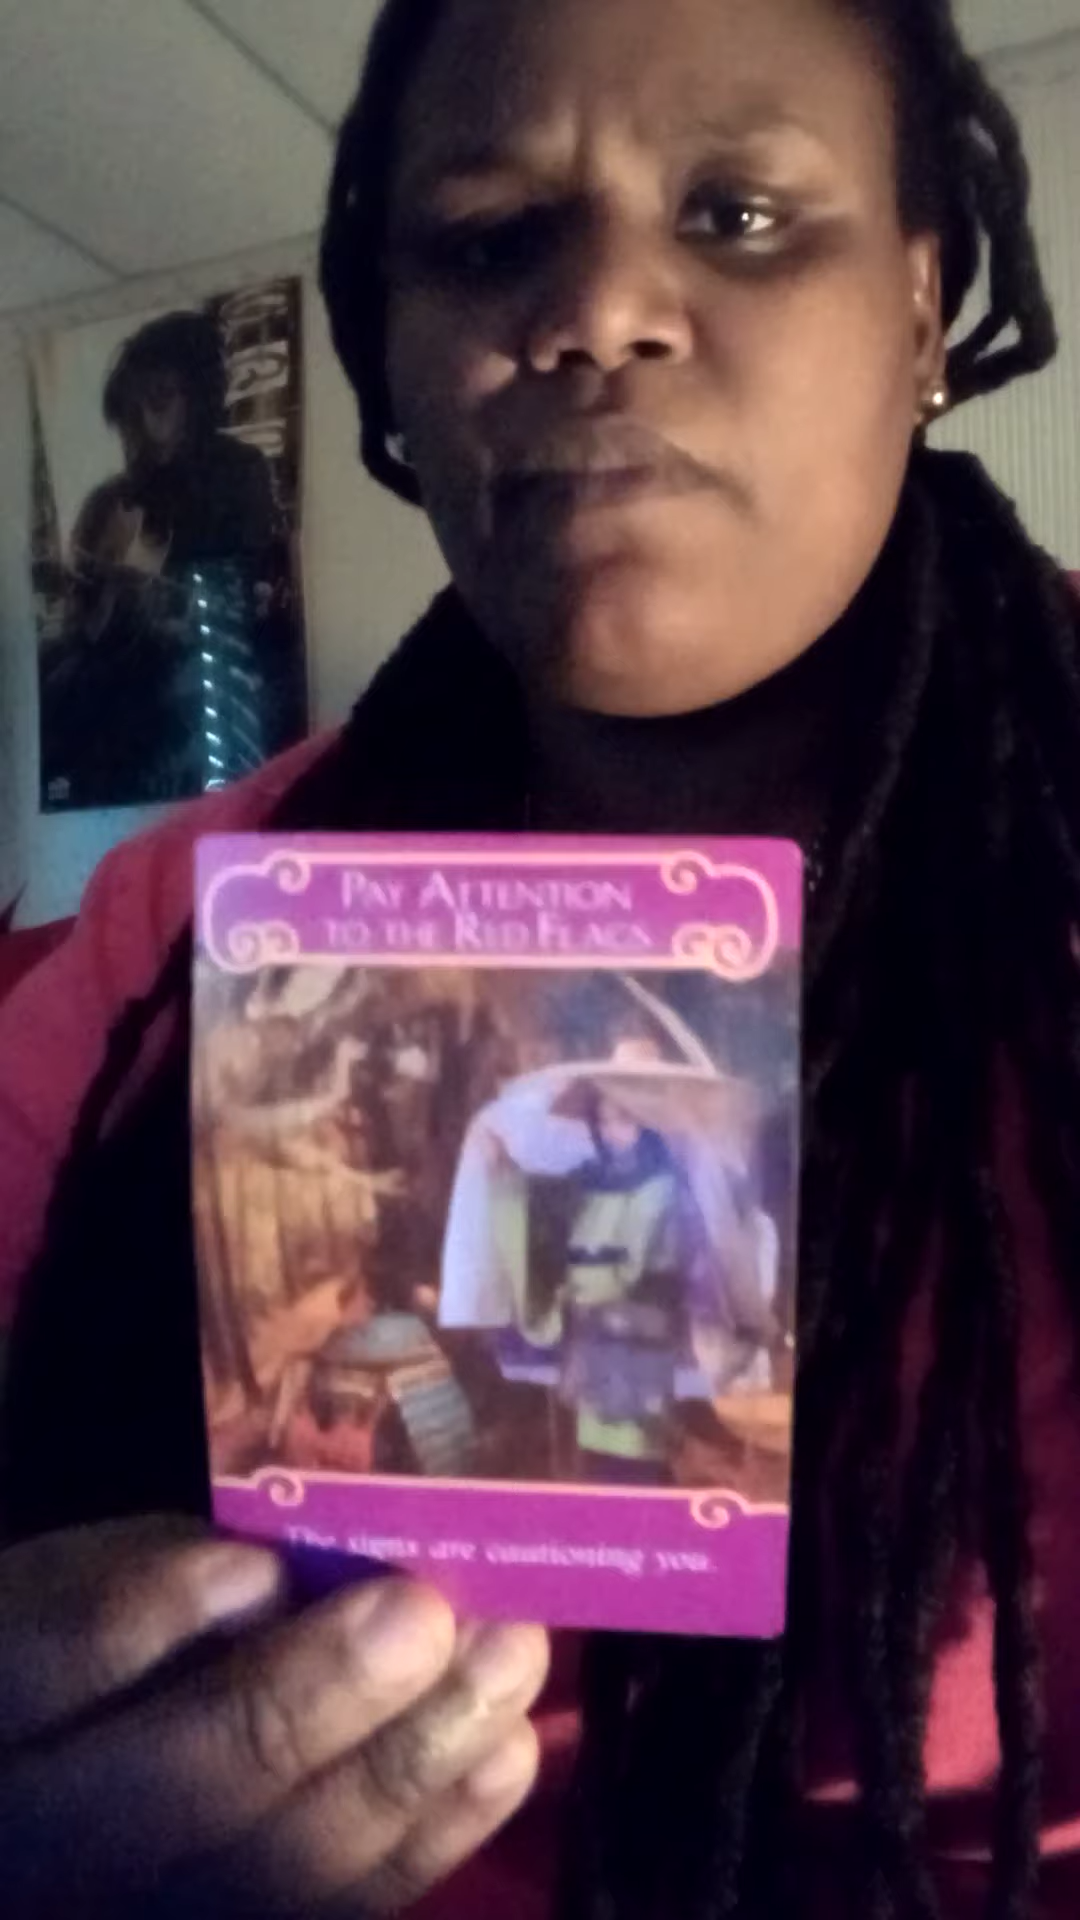 PAY ATTENTION
TO THE RED FLAGS
The signs are cautioning you.